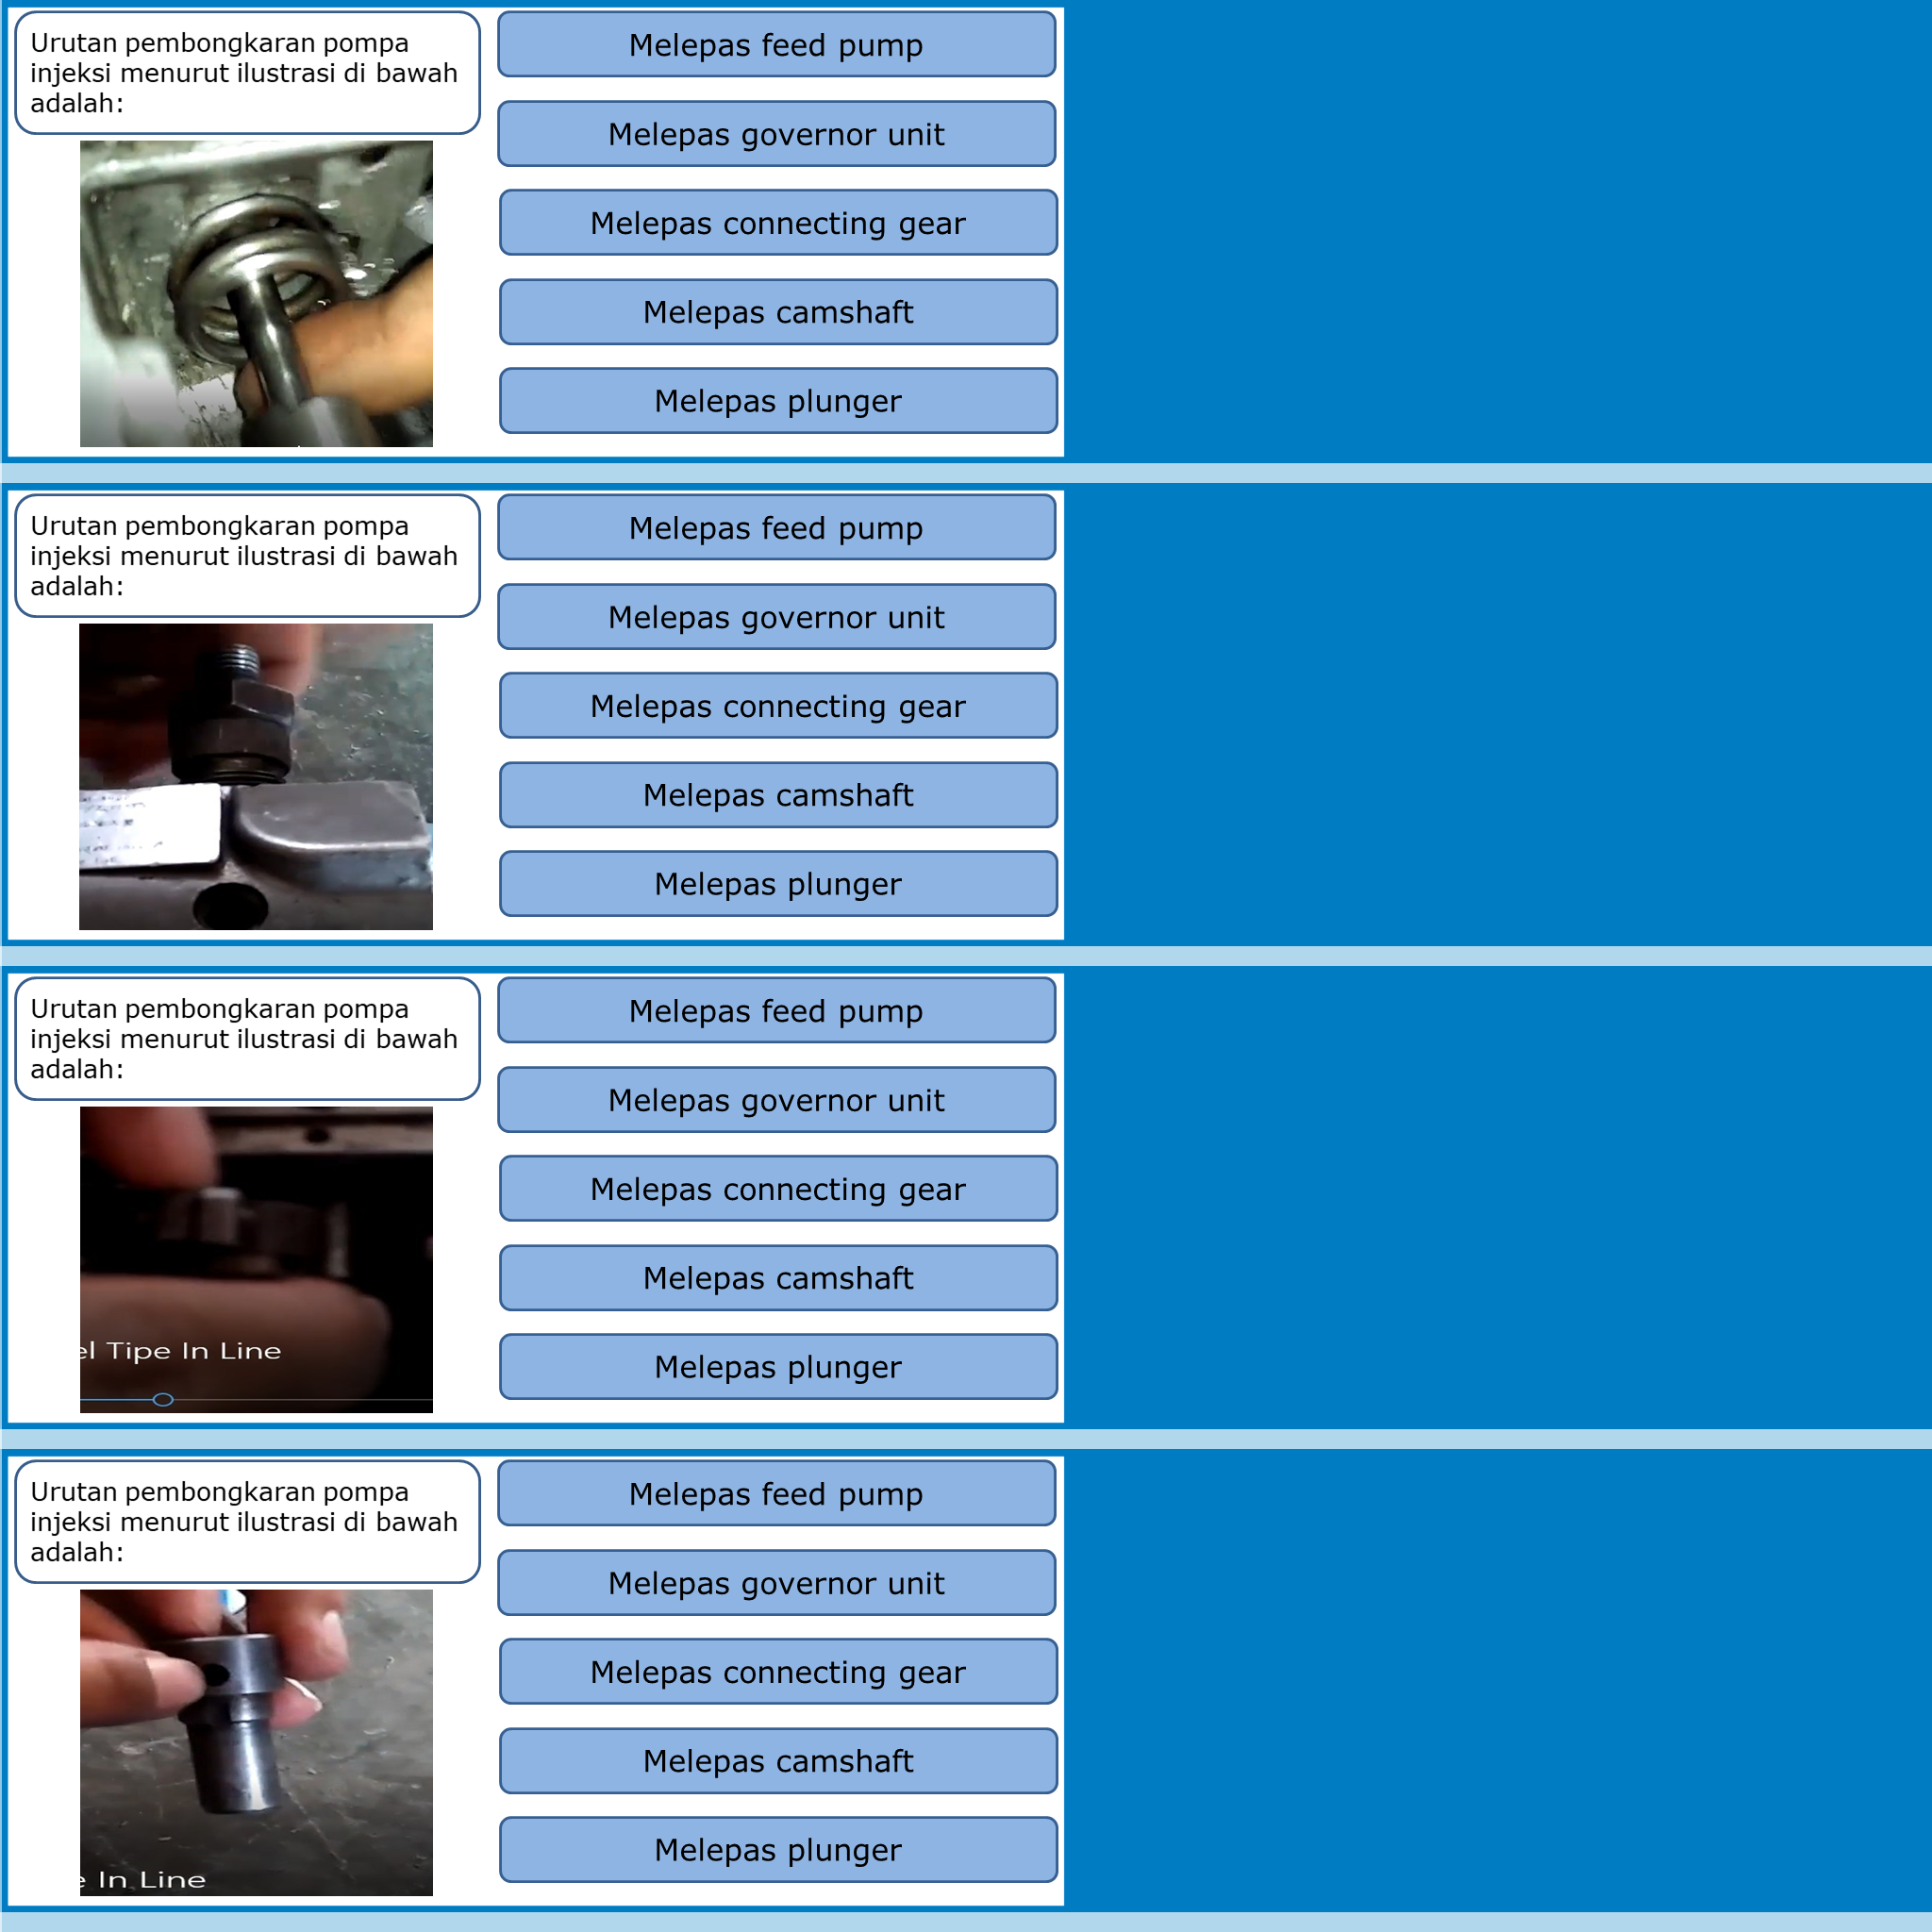 Urutan pembongkaran pompa
injeksi menurut ilustrasi di bawah
adalah:
Melepas feed pump
Melepas governor unit
Melepas connecting gear
Melepas camshaft
Melepas plunger
Urutan pembongkaran pompa
injeksi menurut ilustrasi di bawah
adalah:
Melepas feed pump
Melepas governor unit
Melepas connecting gear
Melepas camshaft
Melepas plunger
Urutan pembongkaran pompa
injeksi menurut ilustrasi di bawah
adalah:
el Tipe In Line
Melepas feed pump
Melepas governor unit
Melepas connecting gear
Melepas camshaft
Melepas plunger
Urutan pembongkaran pompa
injeksi menurut ilustrasi di bawah
adalah:
e In Line
Melepas feed pump
Melepas governor unit
Melepas connecting gear
Melepas camshaft
Melepas plunger